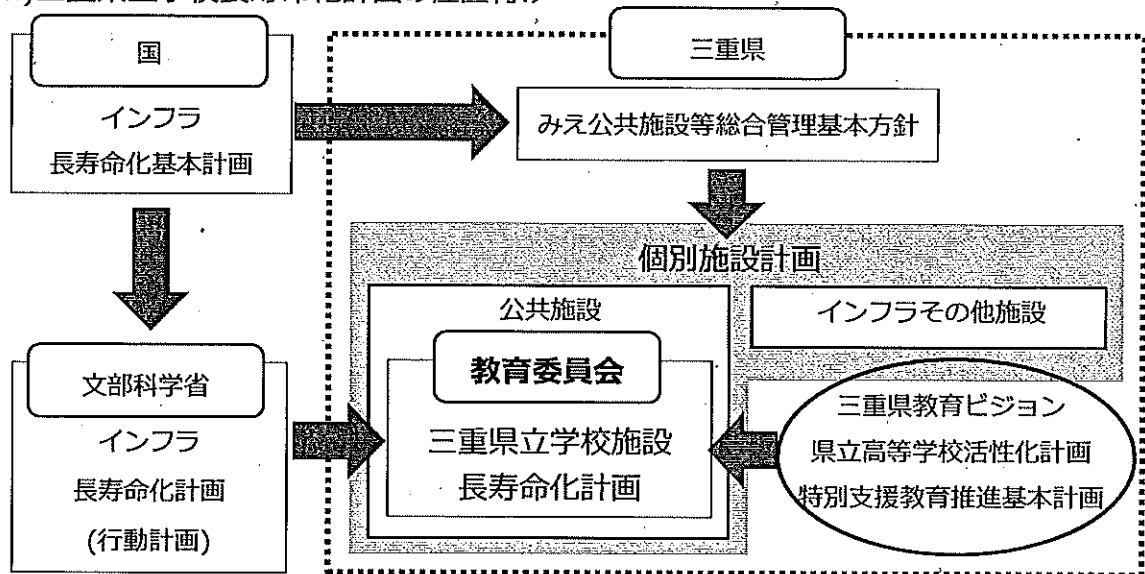 国
インフラ
長寿命化基本計画
三重県
みえ公共施設等総合管理基本方針
個別施設計画
公共施設
インフラその他施設
教育委員会
三重県立学校施設
長寿命化計画
文部科学省
インフラ
長寿命化計画
(行動計画)
三重県教育ビジョン
県立高等学校活性化計画
特別支援教育推進基本計画